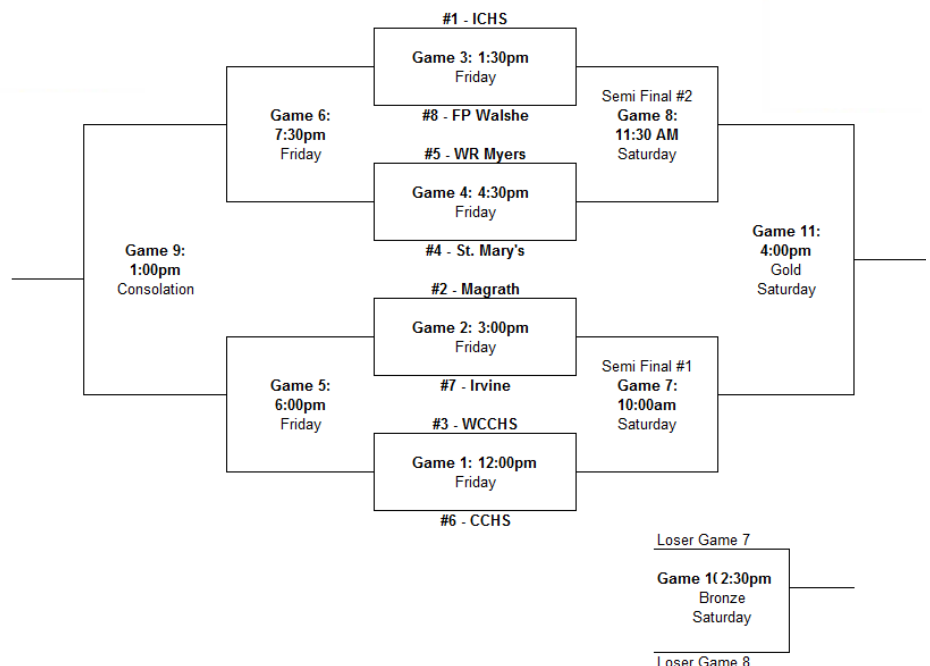 #1 - ICHS
Game 3: 1:30pm
Friday
#8 - FP Walshe
Semi Final #2
Game 8:
11:30 AM
Saturday
Game 6:
7:30pm
Friday
#5 - WR Myers
Game 4: 4:30pm
Friday
#4 - St. Mary's
Game 9:
1:00pm
Consolation
Game 11:
4:00pm
Gold
Saturday
#2 - Magrath
Game 2: 3:00pm
Friday
#7 - Irvine
Semi Final #1
Game 7:
10:00am
Saturday
Game 5:
6:00pm
Friday
#3 - WCCHS
Game 1: 12:00pm
Friday
#6 - CCHS
Loser Game 7
Game 1( 2:30pm
Bronze
Saturday
Loser Game 8